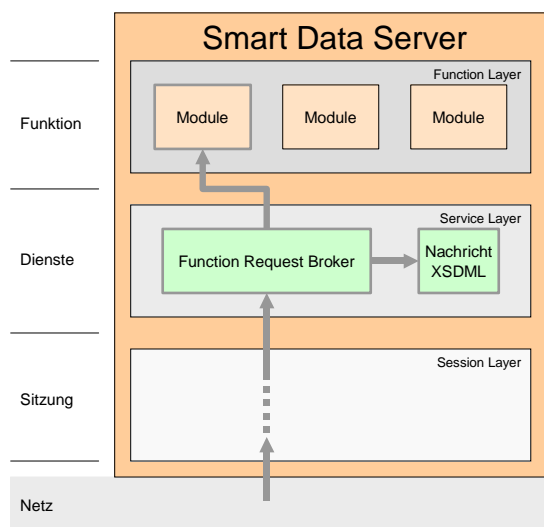 Smart Data Server
Function Layer
Funktion
Module
Module
Module
Service Layer
Dienste
Function Request Broker
Nachricht
XSDML
Session Layer
Sitzung
Netz